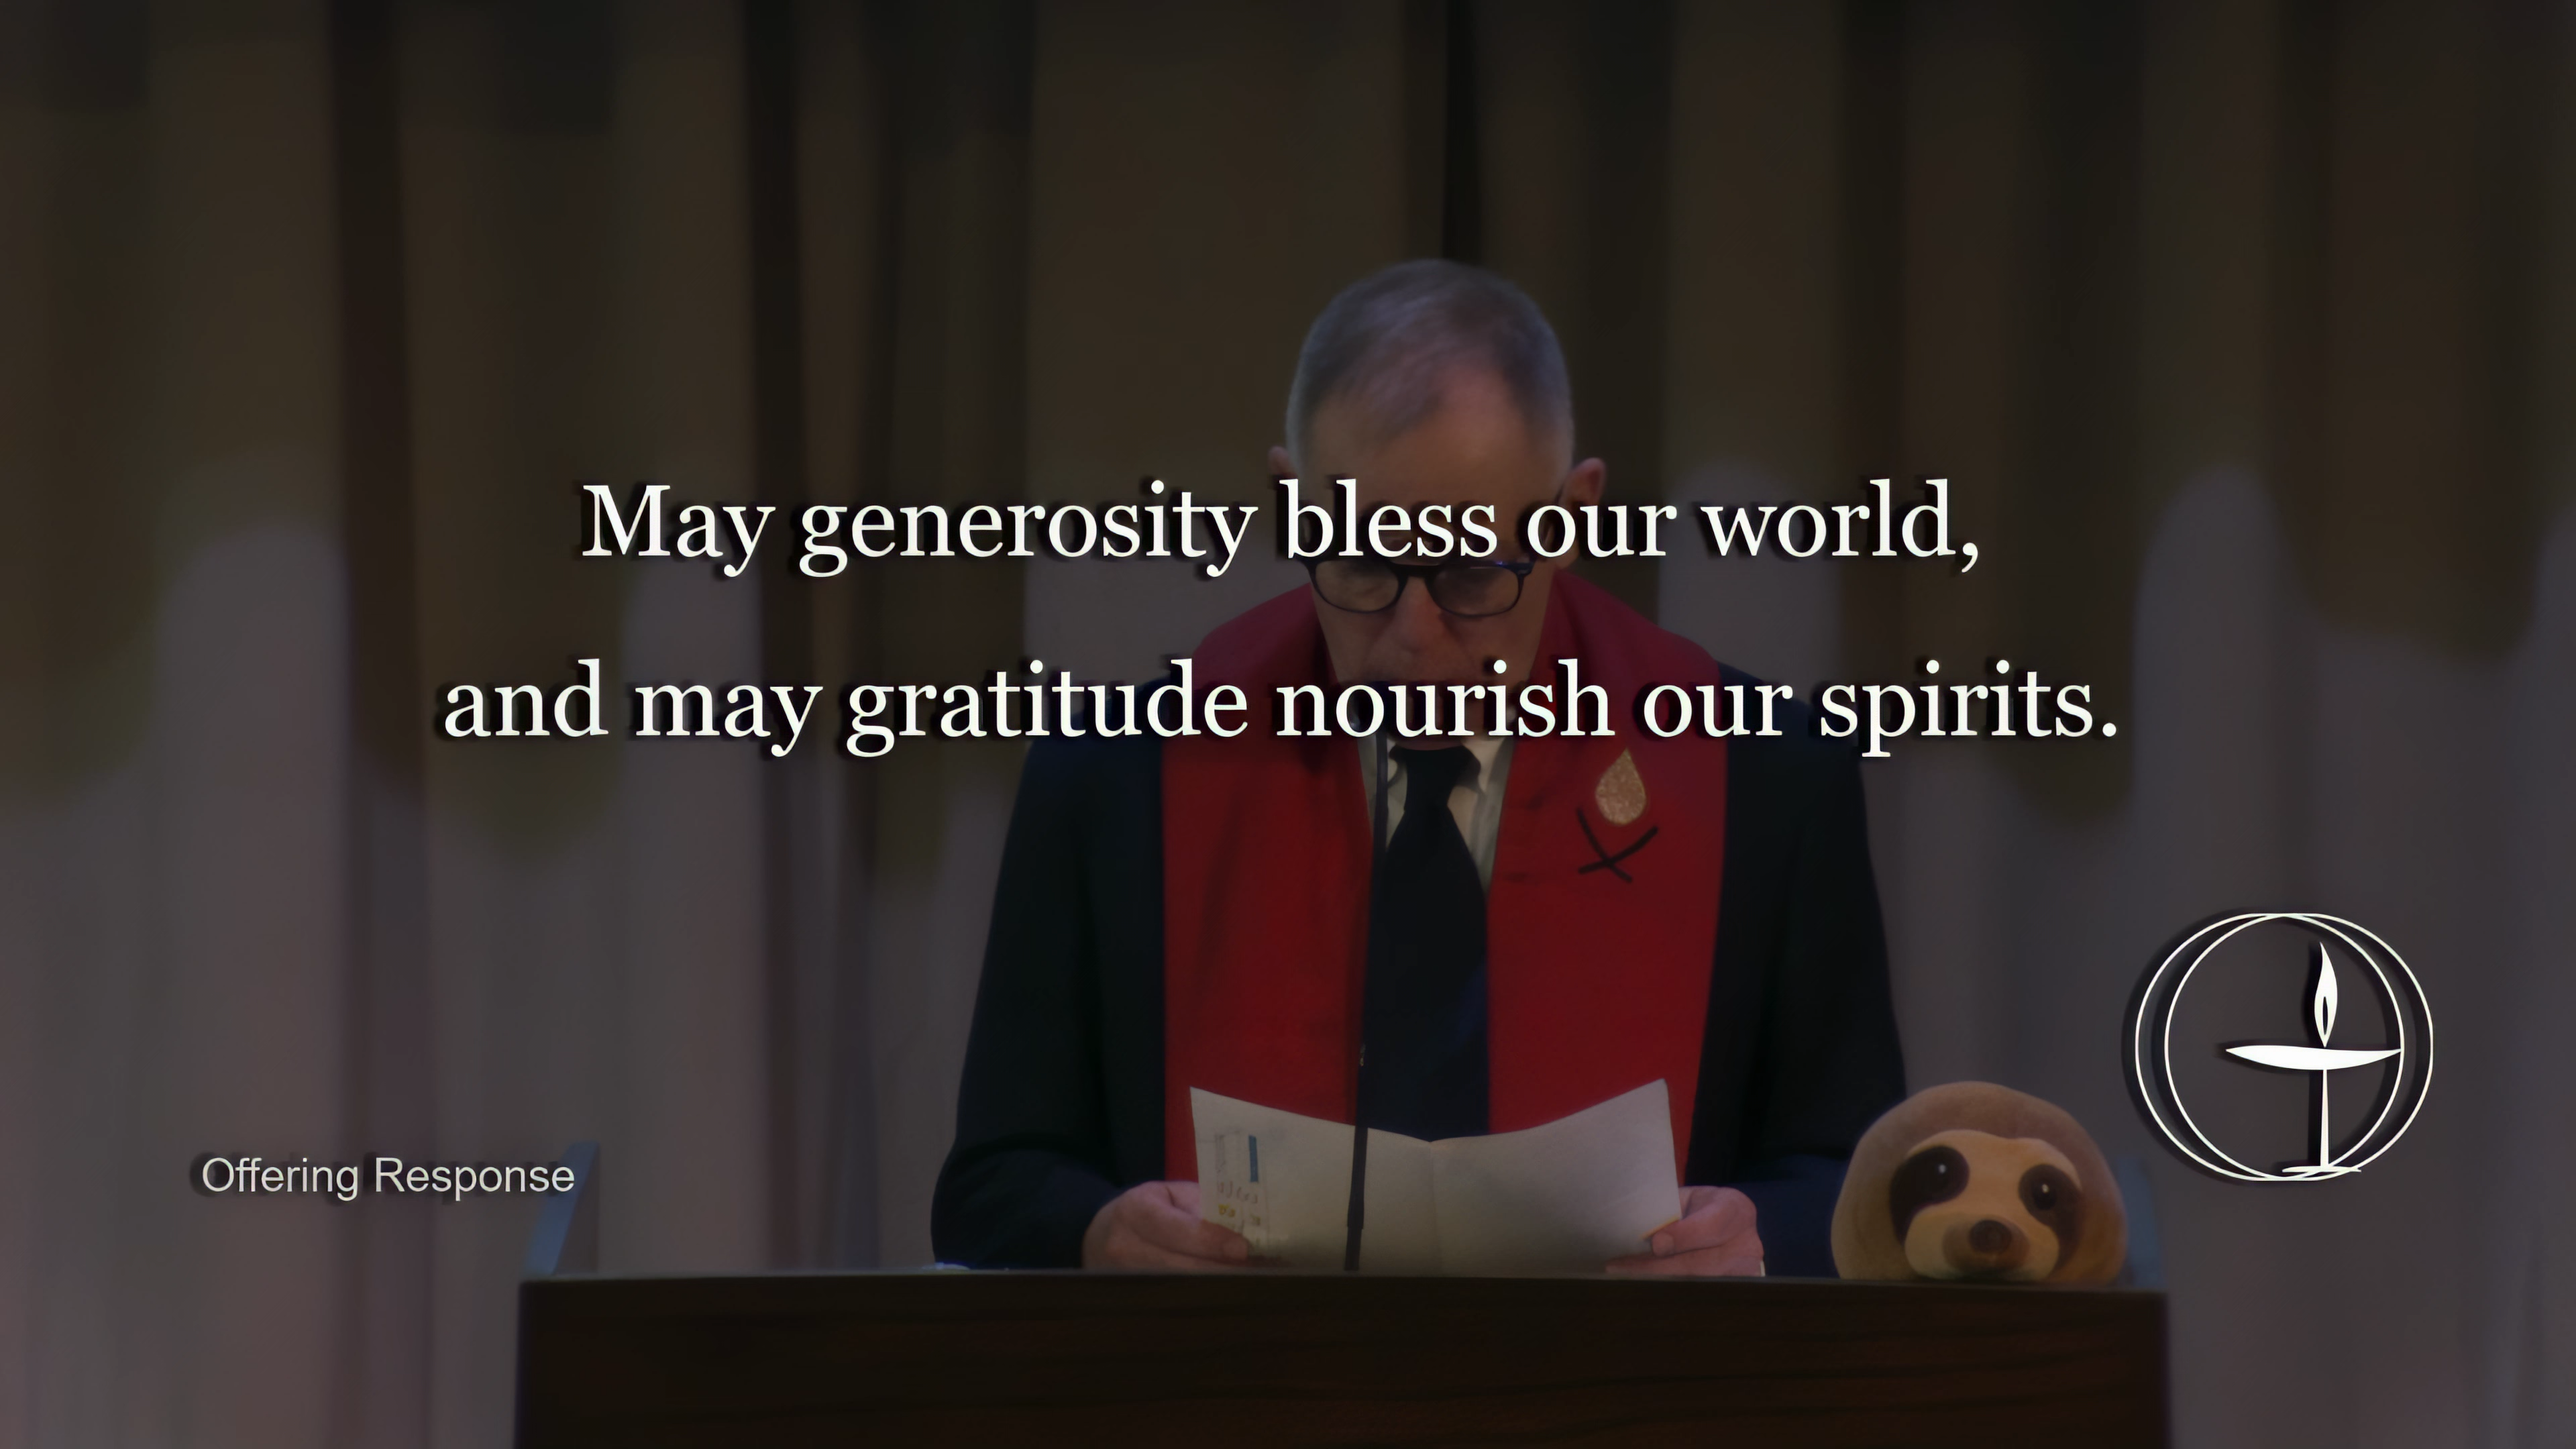 May generosity bless our world,
and may gratitude nourish our spirits.
Offering Response